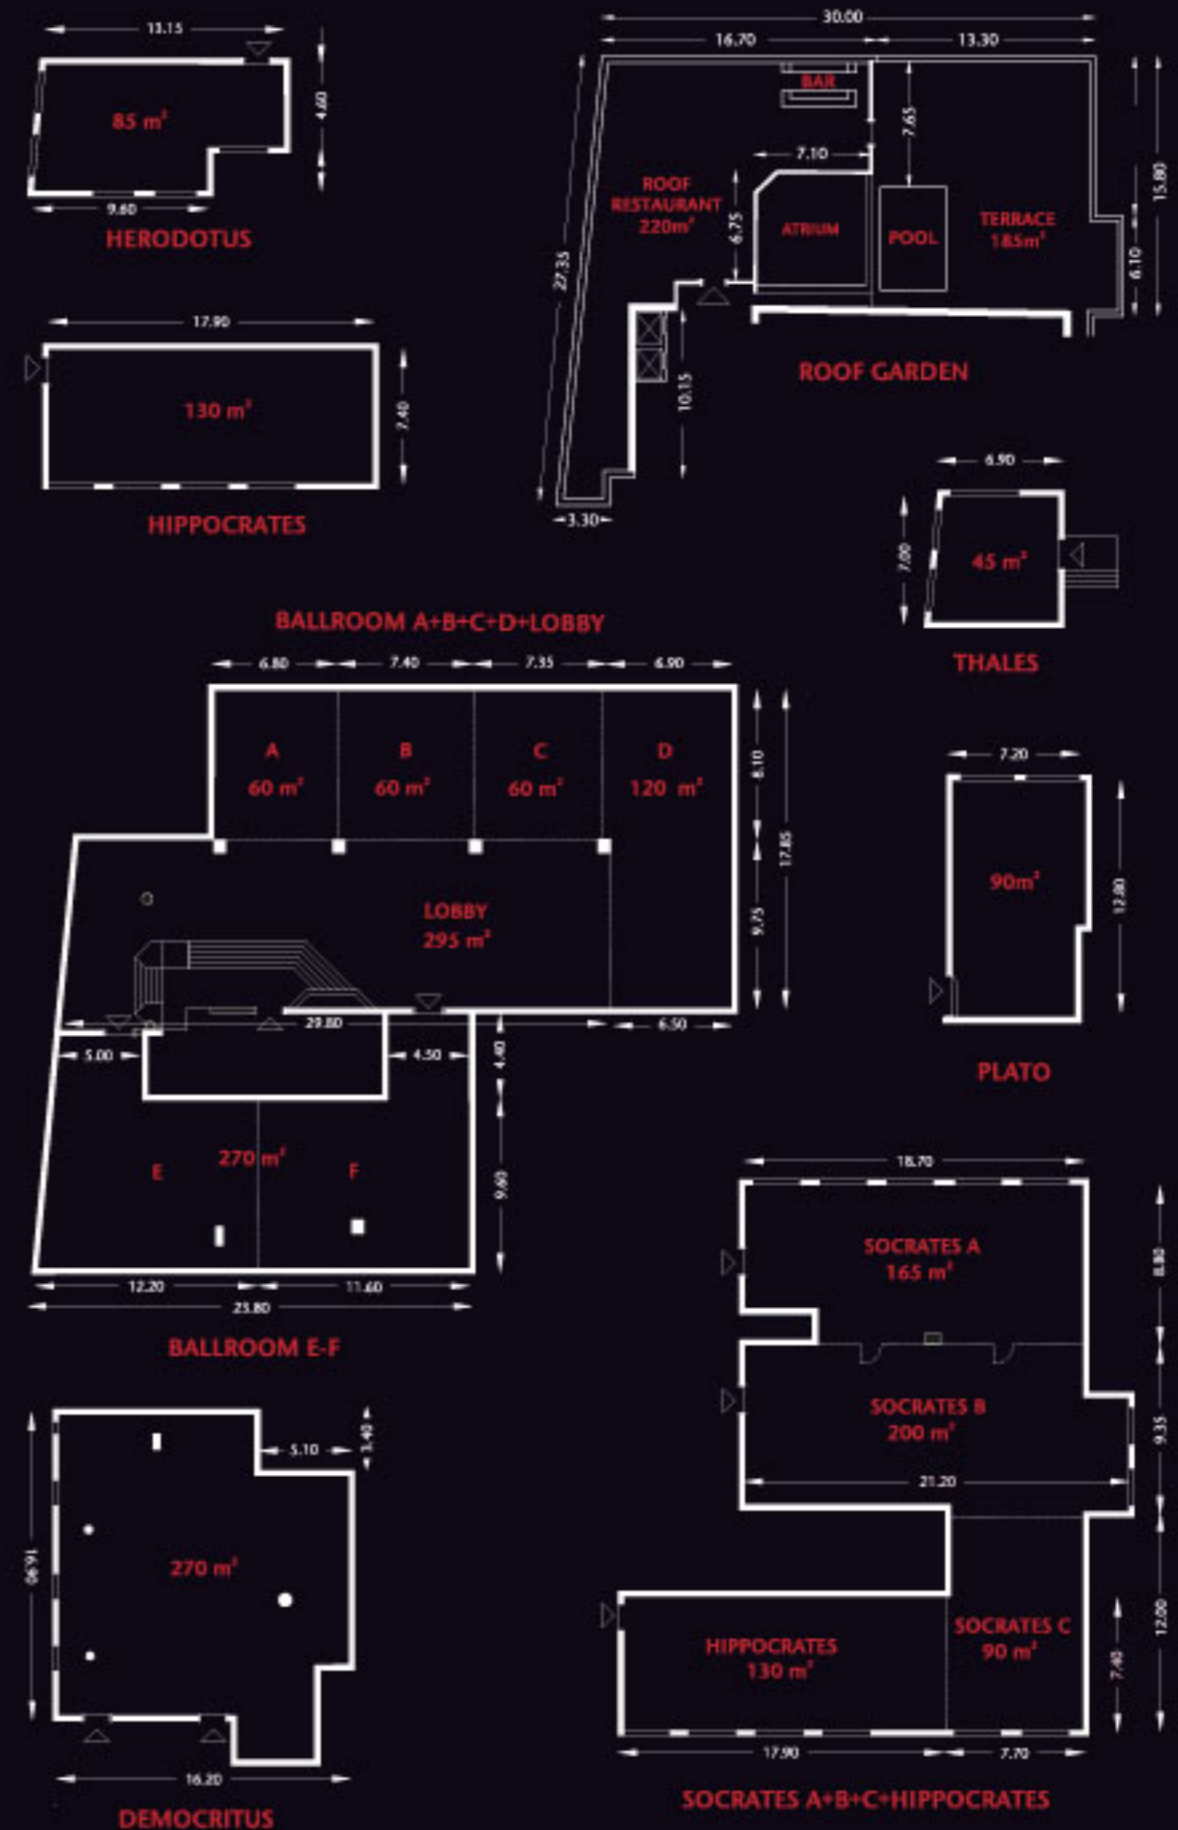 13.15
4.60
85 m²
9.60
HERODOTUS
30.00
16.70
13.30
BAR
7.65
7.10
15.80
ROOF
RESTAURANT
220m²
6.75
ATRIUM
POOL
TERRACE
185m²
27.35
6.10
10.15
3.30
ROOF GARDEN
17.90
130 m²
7.40
HIPPOCRATES
6.90
7.00
45 m²
THALES
BALLROOM A+B+C+D+LOBBY
6.80
7.40
7.35
6.90
A
60 m²
B
60 m²
C
60 m²
D
120 m²
8.10
17.85
9.75
LOBBY
295 m²
29.80
6.50
5.00
4.50
4.40
E
270 m²
F
9.60
12.20
11.60
23.80
BALLROOM E-F
7.20
90m²
12.80
PLATO
18.70
SOCRATES A
165 m²
8.80
SOCRATES B
200 m²
9.35
21.20
12.00
HIPPOCRATES
130 m²
SOCRATES C
90 m²
7.40
17.90
7.70
SOCRATES A+B+C+HIPPOCRATES
3.40
5.10
16.90
270 m²
16.20
DEMOCRITUS